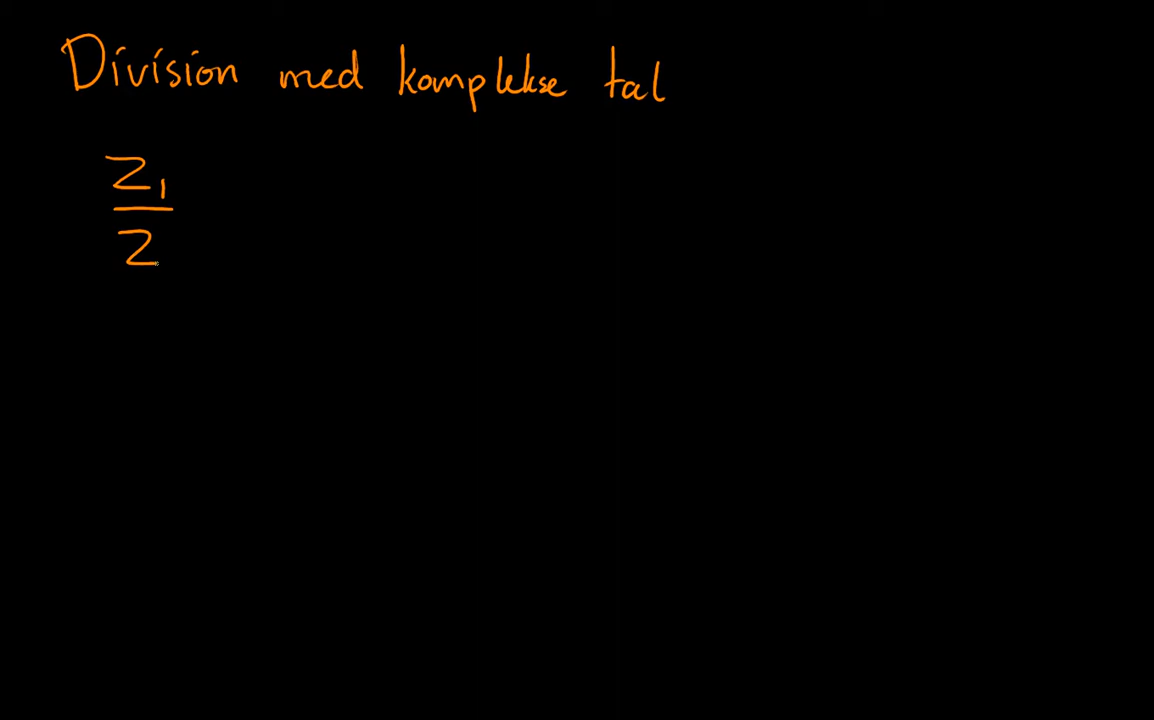 Division med komplekse tal
z₁
z